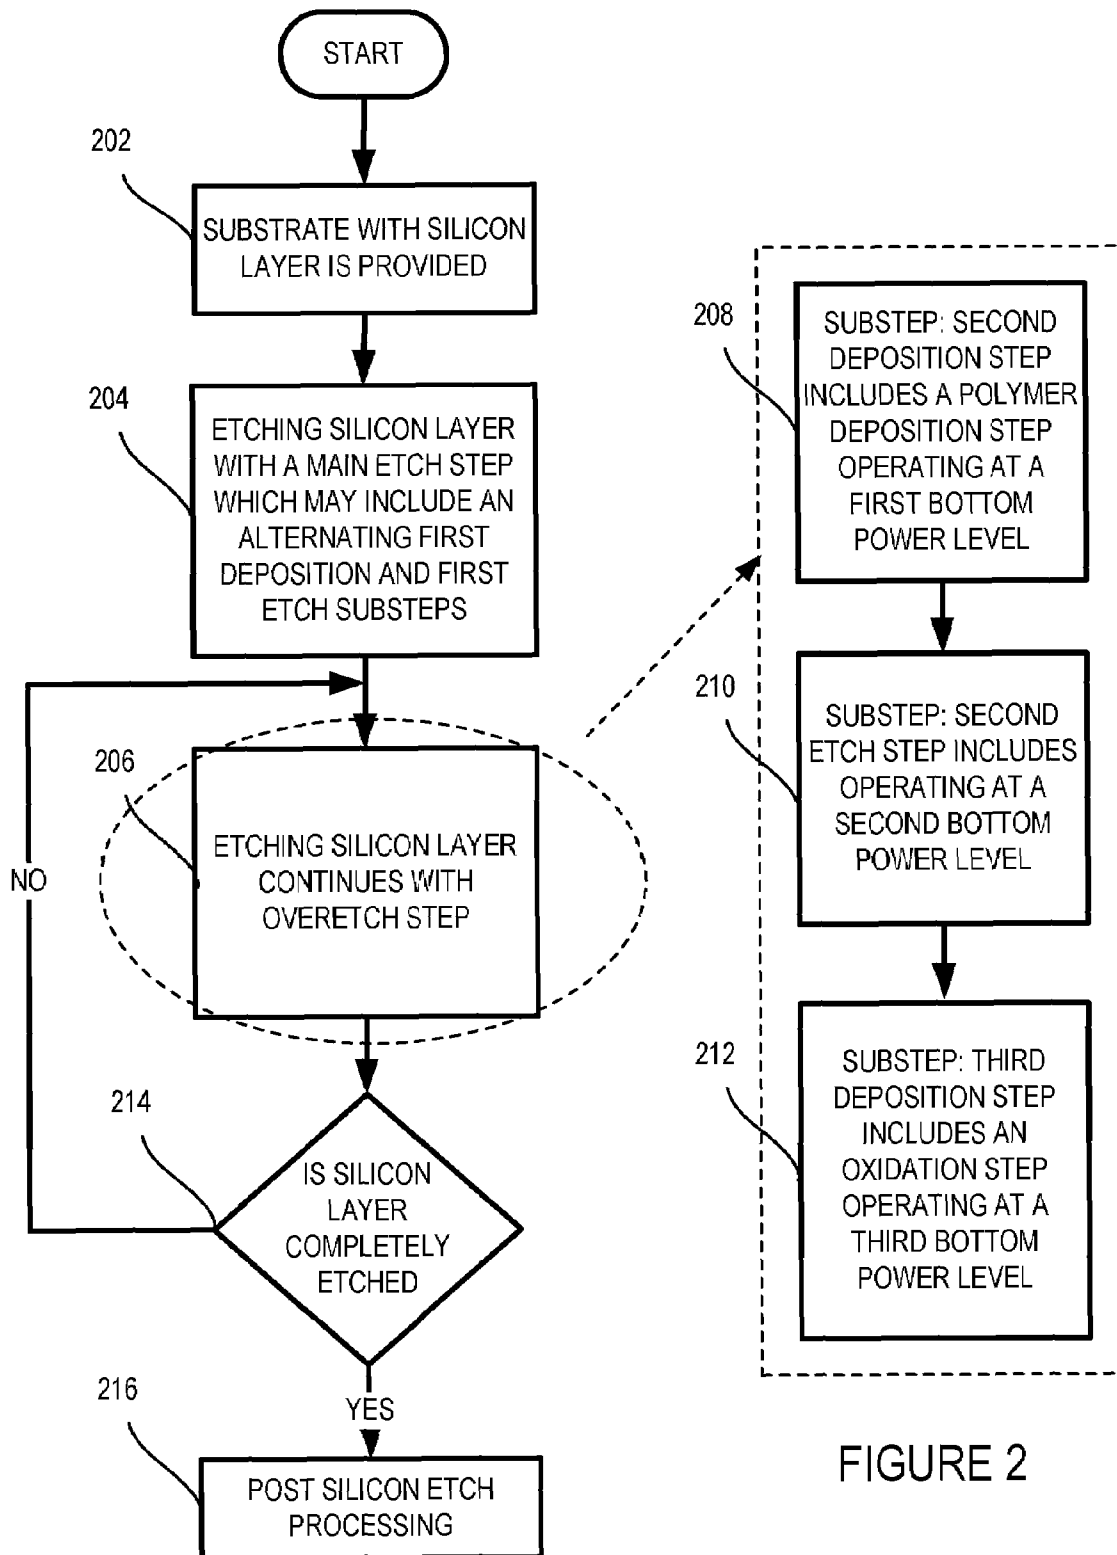 START
202
SUBSTRATE WITH SILICON
LAYER IS PROVIDED
204
ETCHING SILICON LAYER
WITH A MAIN ETCH STEP
WHICH MAY INCLUDE AN
ALTERNATING FIRST
DEPOSITION AND FIRST
ETCH SUBSTEPS
206
ETCHING SILICON LAYER
CONTINUES WITH
OVERETCH STEP
NO
214
IS SILICON
LAYER
COMPLETELY
ETCHED
YES
216
POST SILICON ETCH
PROCESSING
208
SUBSTEP: SECOND
DEPOSITION STEP
INCLUDES A POLYMER
DEPOSITION STEP
OPERATING AT A
FIRST BOTTOM
POWER LEVEL
210
SUBSTEP: SECOND
ETCH STEP INCLUDES
OPERATING AT A
SECOND BOTTOM
POWER LEVEL
212
SUBSTEP: THIRD
DEPOSITION STEP
INCLUDES AN
OXIDATION STEP
OPERATING AT A
THIRD BOTTOM
POWER LEVEL
FIGURE 2